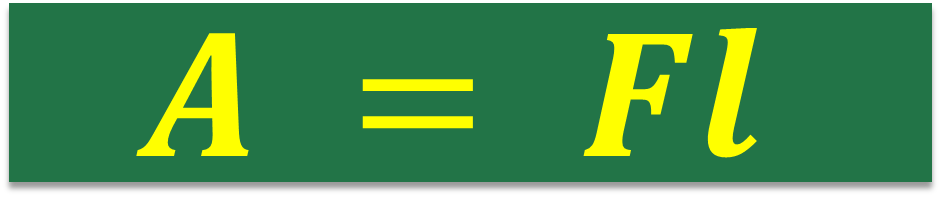 A = Fl